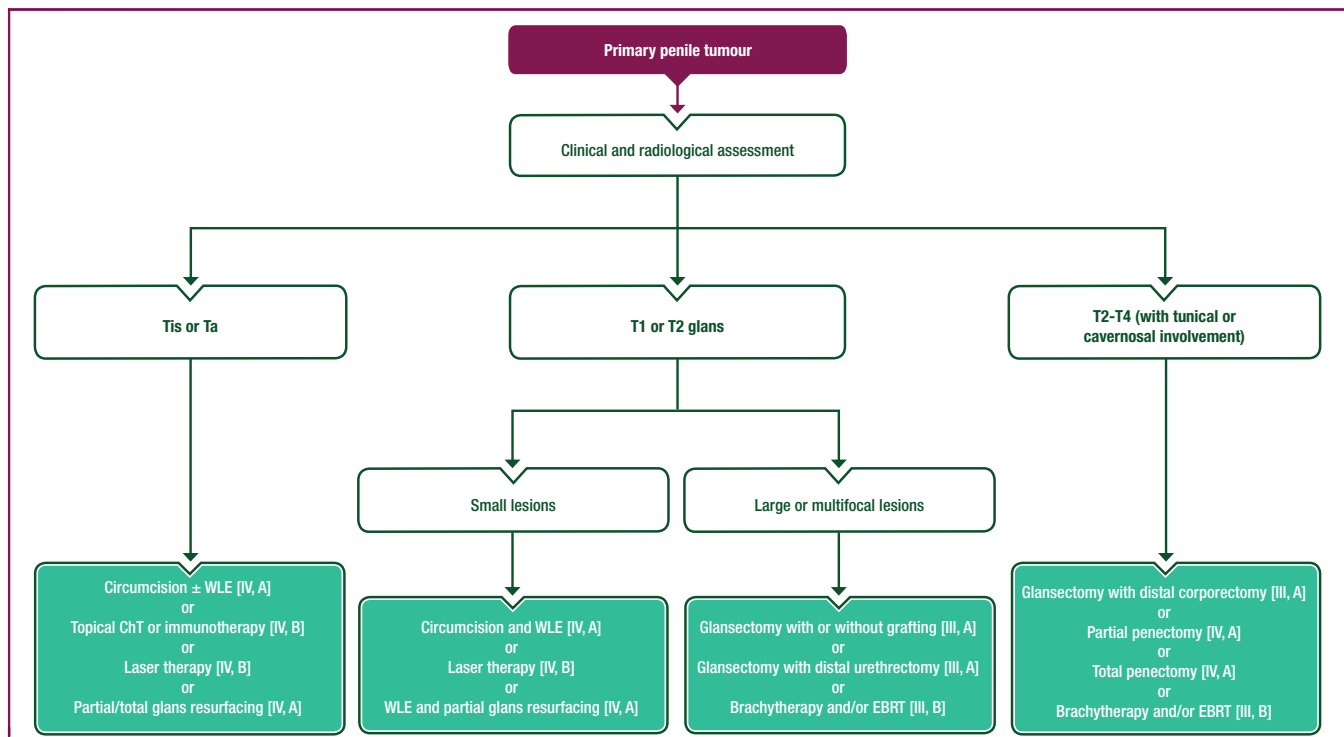 Primary penile tumour
Clinical and radiological assessment
Tis or Ta
T1 or T2 glans
T2-T4 (with tunical or
cavernosal involvement)
Small lesions
Large or multifocal lesions
Circumcision ± WLE [IV, A]
or
Topical ChT or immunotherapy [IV, B]
or
Laser therapy [IV, B]
or
Partial/total glans resurfacing [IV, A]
Circumcision and WLE [IV, A]
or
Laser therapy [IV, B]
or
WLE and partial glans resurfacing [IV, A]
Glansectomy with or without grafting [III, A]
or
Glansectomy with distal urethrectomy [III, A]
or
Brachytherapy and/or EBRT [III, B]
Glansectomy with distal corporectomy [III, A]
or
Partial penectomy [IV, A]
or
Total penectomy [IV, A]
or
Brachytherapy and/or EBRT [III, B]